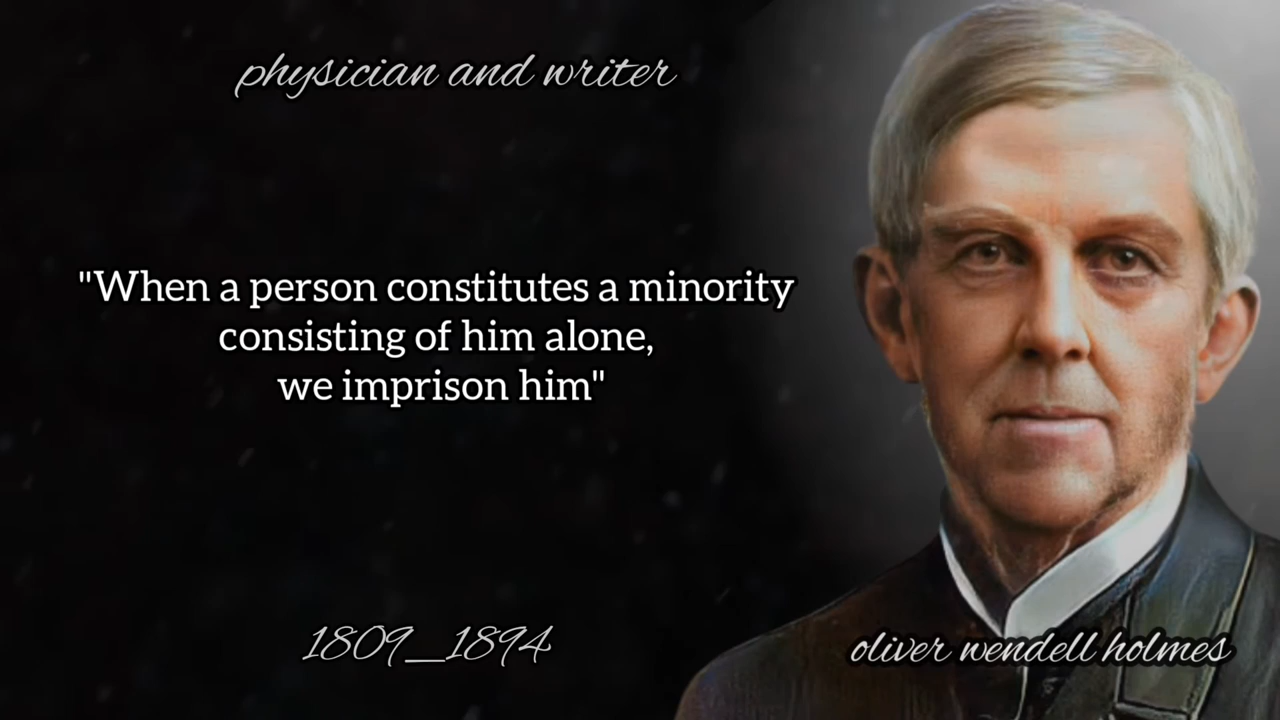 physician and writer
"When a person constitutes a minority
consisting of him alone,
we imprison him"
1809_1894
oliver wendell holmes